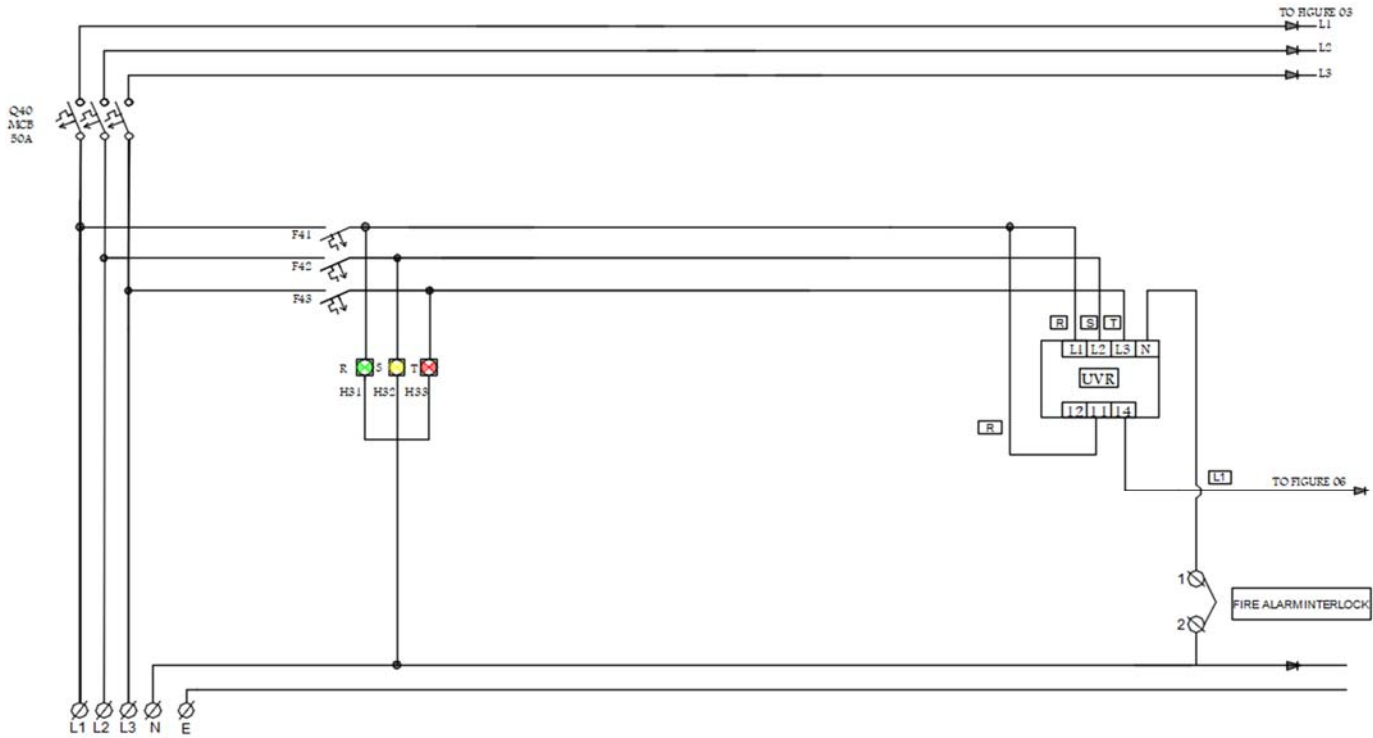 TO FIGURE 03
L1
L2
L3
Q40
MCB
50A
F41
F42
F43
R S T
L1 L2 L3 N
UVR
R S T
H31 H32 H33
12 11 14
R
L1
TO FIGURE 06
1
FIRE ALARM INTERLOCK
2
L1 L2 L3 N E